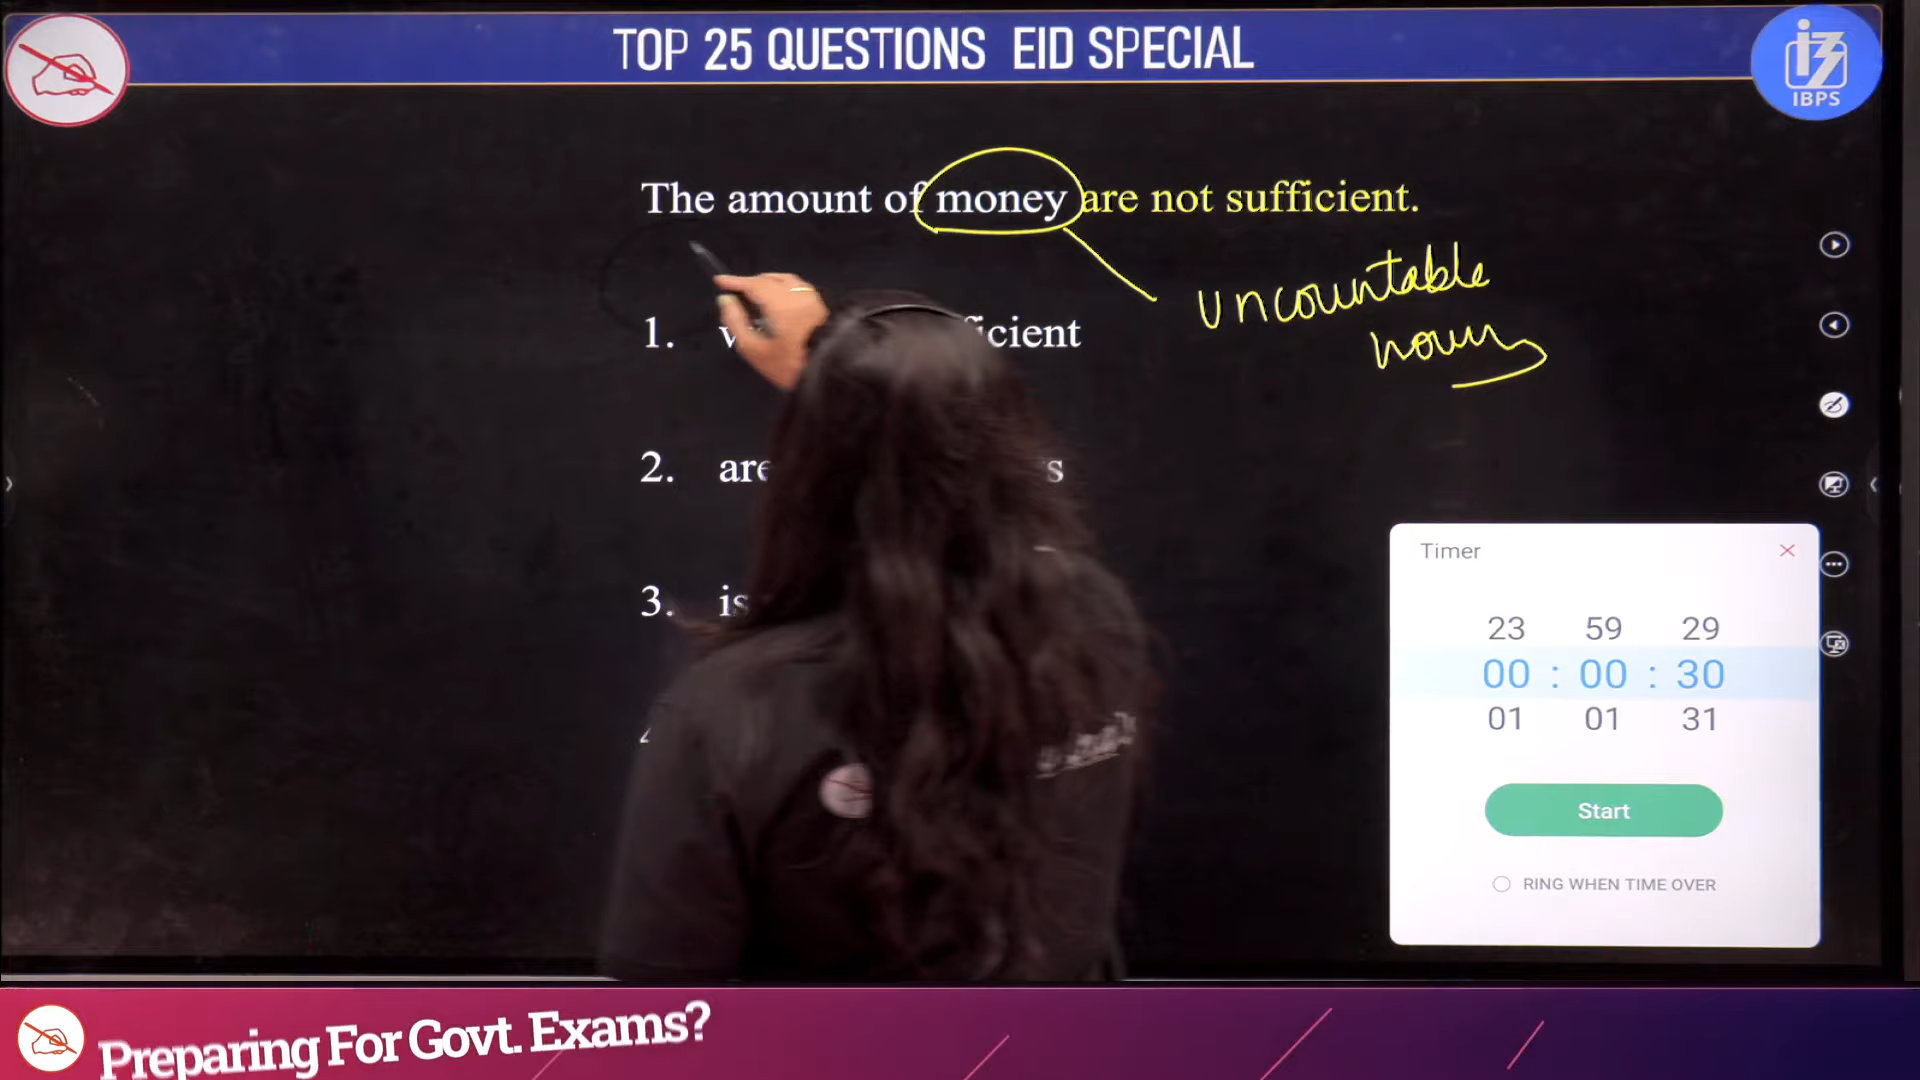 TOP 25 QUESTIONS EID SPECIAL
IBPS
The amount of money are not sufficient.
uncountable
noun
1.
2. are
3. is
Timer
23 59 29
00 : 00 : 30
01 01 31
Start
RING WHEN TIME OVER
Preparing For Govt. Exams?